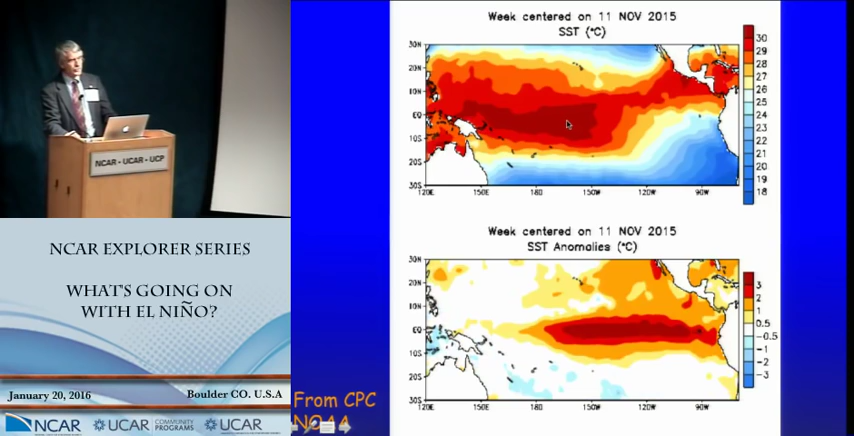 NCAR - UCAR - UCP
NCAR EXPLORER SERIES
WHAT'S GOING ON
WITH EL NIÑO?
January 20, 2016
Boulder CO. U.S.A
NCAR
UCAR
COMMUNITY
PROGRAMS
UCAR
Week centered on 11 NOV 2015
SST (°C)
30N
20N
10N
EQ
10S
20S
30S
120E 150E 180 150W 120W 90W
30
29
28
27
26
25
24
23
22
21
20
19
18
Week centered on 11 NOV 2015
SST Anomalies (°C)
30N
20N
10N
EQ
10S
20S
30S
120E 150E 180 150W 120W 90W
3
2
1
0.5
-0.5
-1
-2
-3
From CPC
NOAA